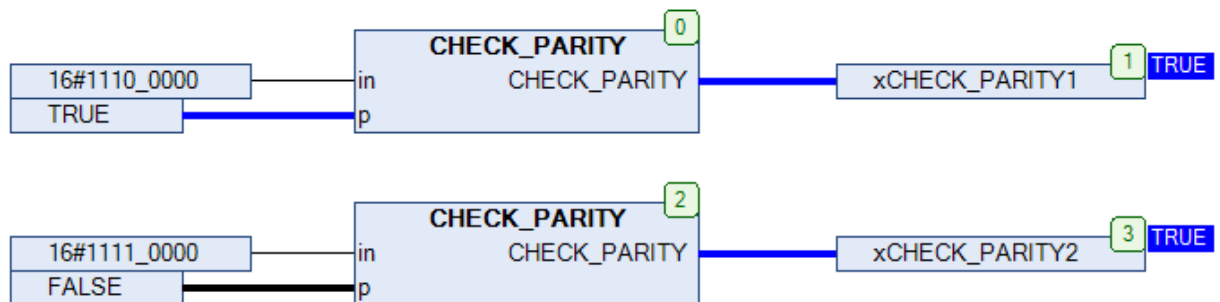 0
CHECK_PARITY
16#1110_0000 in CHECK_PARITY xCHECK_PARITY1 1 TRUE
TRUE p
2
CHECK_PARITY
16#1111_0000 in CHECK_PARITY xCHECK_PARITY2 3 TRUE
FALSE p